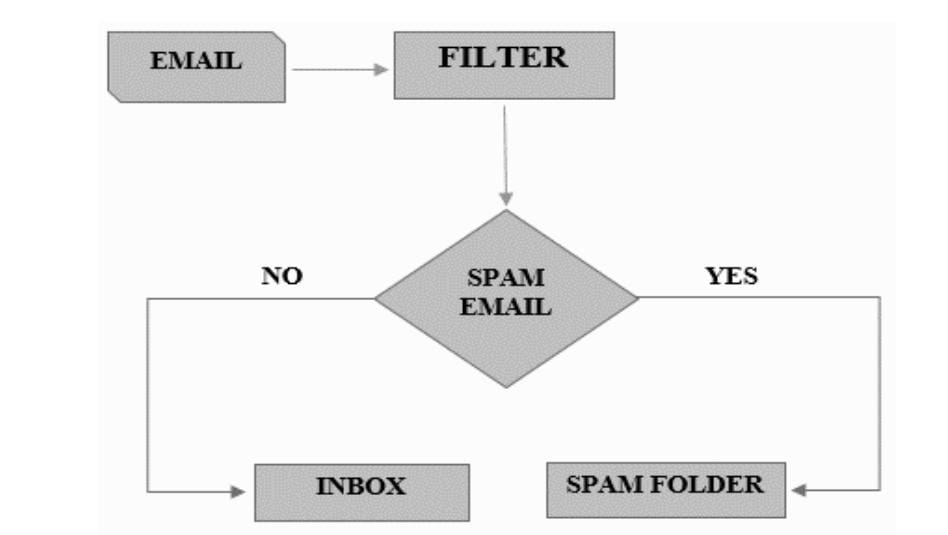 EMAIL
FILTER
SPAM
EMAIL
NO
YES
INBOX
SPAM FOLDER